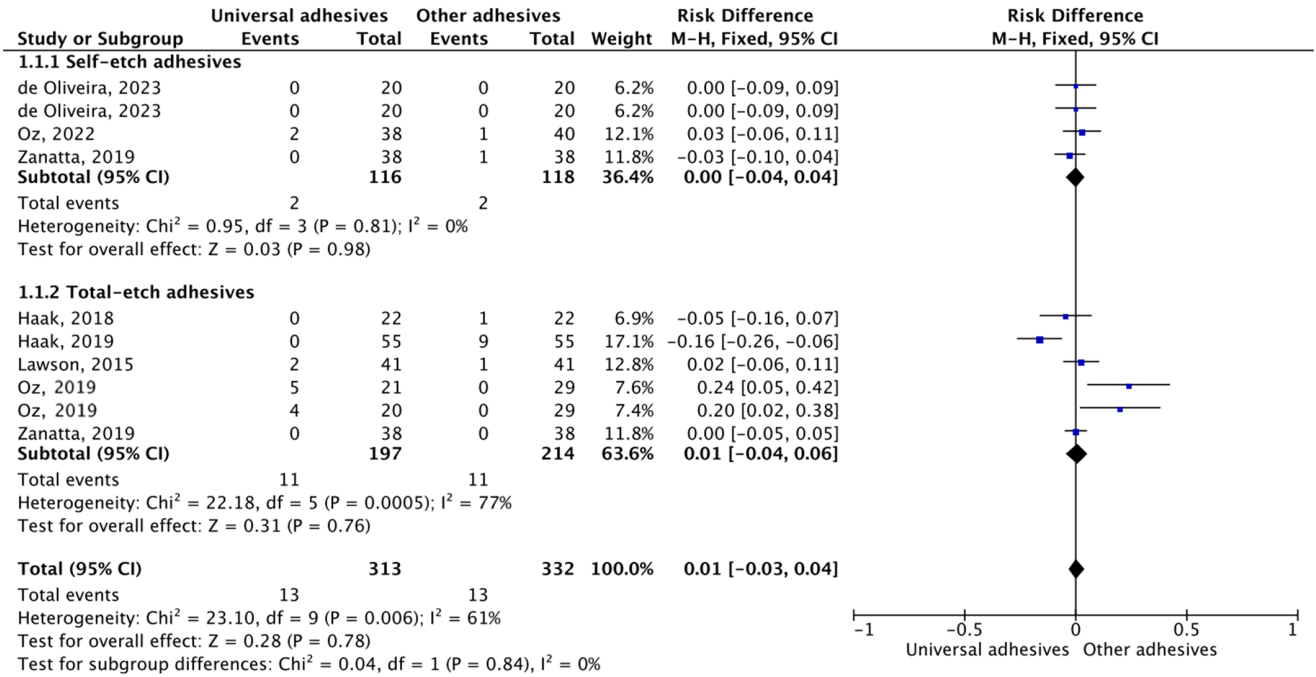 Universal adhesives Other adhesives Risk Difference Risk Difference
Study or Subgroup Events Total Events Total Weight M-H, Fixed, 95% CI M-H, Fixed, 95% CI
1.1.1 Self-etch adhesives
de Oliveira, 2023 0 20 0 20 6.2% 0.00 [-0.09, 0.09]
de Oliveira, 2023 0 20 0 20 6.2% 0.00 [-0.09, 0.09]
Oz, 2022 2 38 1 40 12.1% 0.03 [-0.06, 0.11]
Zanatta, 2019 0 38 1 38 11.8% -0.03 [-0.10, 0.04]
Subtotal (95% CI) 116 118 36.4% 0.00 [-0.04, 0.04]
Total events 2 2
Heterogeneity: Chi² = 0.95, df = 3 (P = 0.81); I² = 0%
Test for overall effect: Z = 0.03 (P = 0.98)
1.1.2 Total-etch adhesives
Haak, 2018 0 22 1 22 6.9% -0.05 [-0.16, 0.07]
Haak, 2019 0 55 9 55 17.1% -0.16 [-0.26, -0.06]
Lawson, 2015 2 41 1 41 12.8% 0.02 [-0.06, 0.11]
Oz, 2019 5 21 0 29 7.6% 0.24 [0.05, 0.42]
Oz, 2019 4 20 0 29 7.4% 0.20 [0.02, 0.38]
Zanatta, 2019 0 38 0 38 11.8% 0.00 [-0.05, 0.05]
Subtotal (95% CI) 197 214 63.6% 0.01 [-0.04, 0.06]
Total events 11 11
Heterogeneity: Chi² = 22.18, df = 5 (P = 0.0005); I² = 77%
Test for overall effect: Z = 0.31 (P = 0.76)
Total (95% CI) 313 332 100.0% 0.01 [-0.03, 0.04]
Total events 13 13
Heterogeneity: Chi² = 23.10, df = 9 (P = 0.006); I² = 61%
Test for overall effect: Z = 0.28 (P = 0.78)
Test for subgroup differences: Chi² = 0.04, df = 1 (P = 0.84), I² = 0%
-1 -0.5 0 0.5 1
Universal adhesives Other adhesives